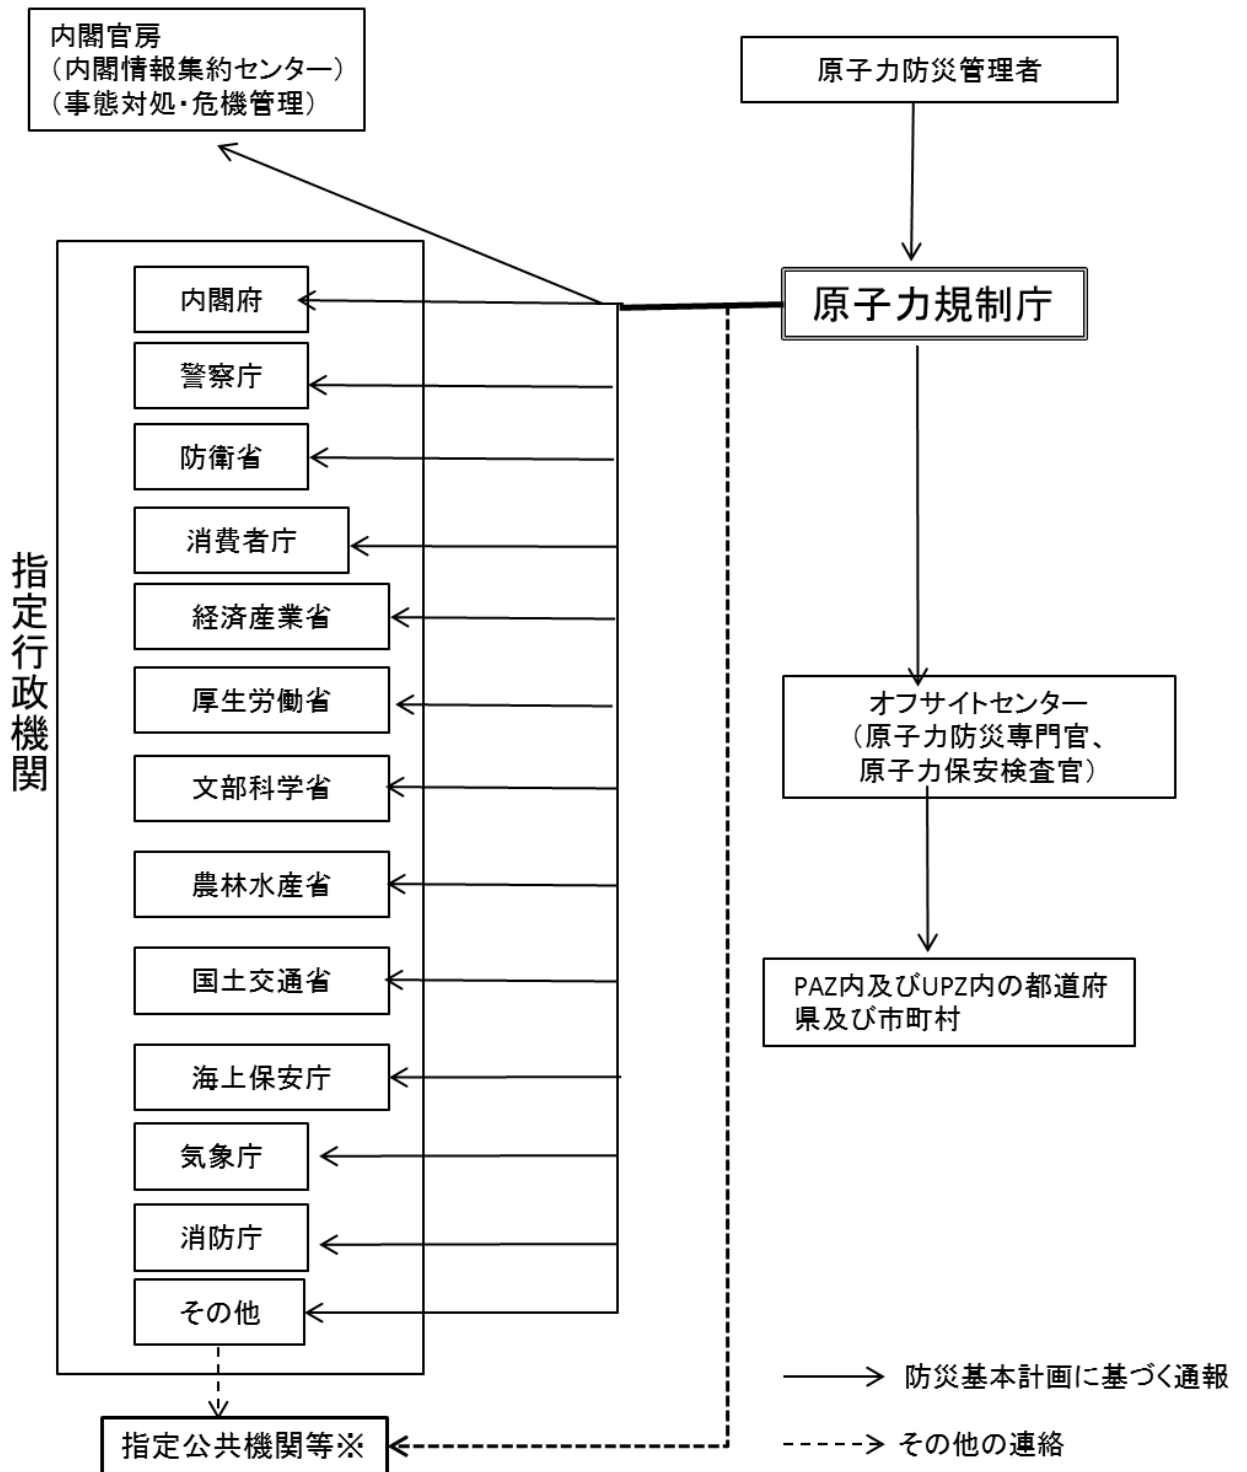 内閣官房
（内閣情報集約センター）
（事態対処・危機管理）
原子力防災管理者
原子力規制庁
指定行政機関
内閣府
警察庁
防衛省
消費者庁
経済産業省
厚生労働省
文部科学省
農林水産省
国土交通省
海上保安庁
気象庁
消防庁
その他
オフサイトセンター
（原子力防災専門官、
原子力保安検査官）
PAZ内及びUPZ内の都道府
県及び市町村
指定公共機関等※
防災基本計画に基づく通報
その他の連絡